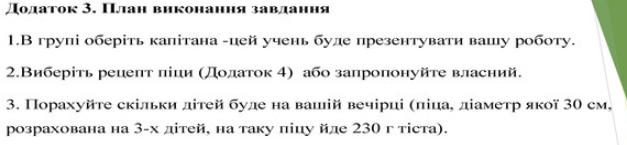 Додаток 3. План виконання завдання
1.В групі оберіть капітана -цей учень буде презентувати вашу роботу.
2.Виберіть рецепт піци (Додаток 4) або запропонуйте власний.
3. Порахуйте скільки дітей буде на вашій вечірці (піца, діаметр якої 30 см,
розрахована на 3-х дітей, на таку піцу йде 230 г тіста).